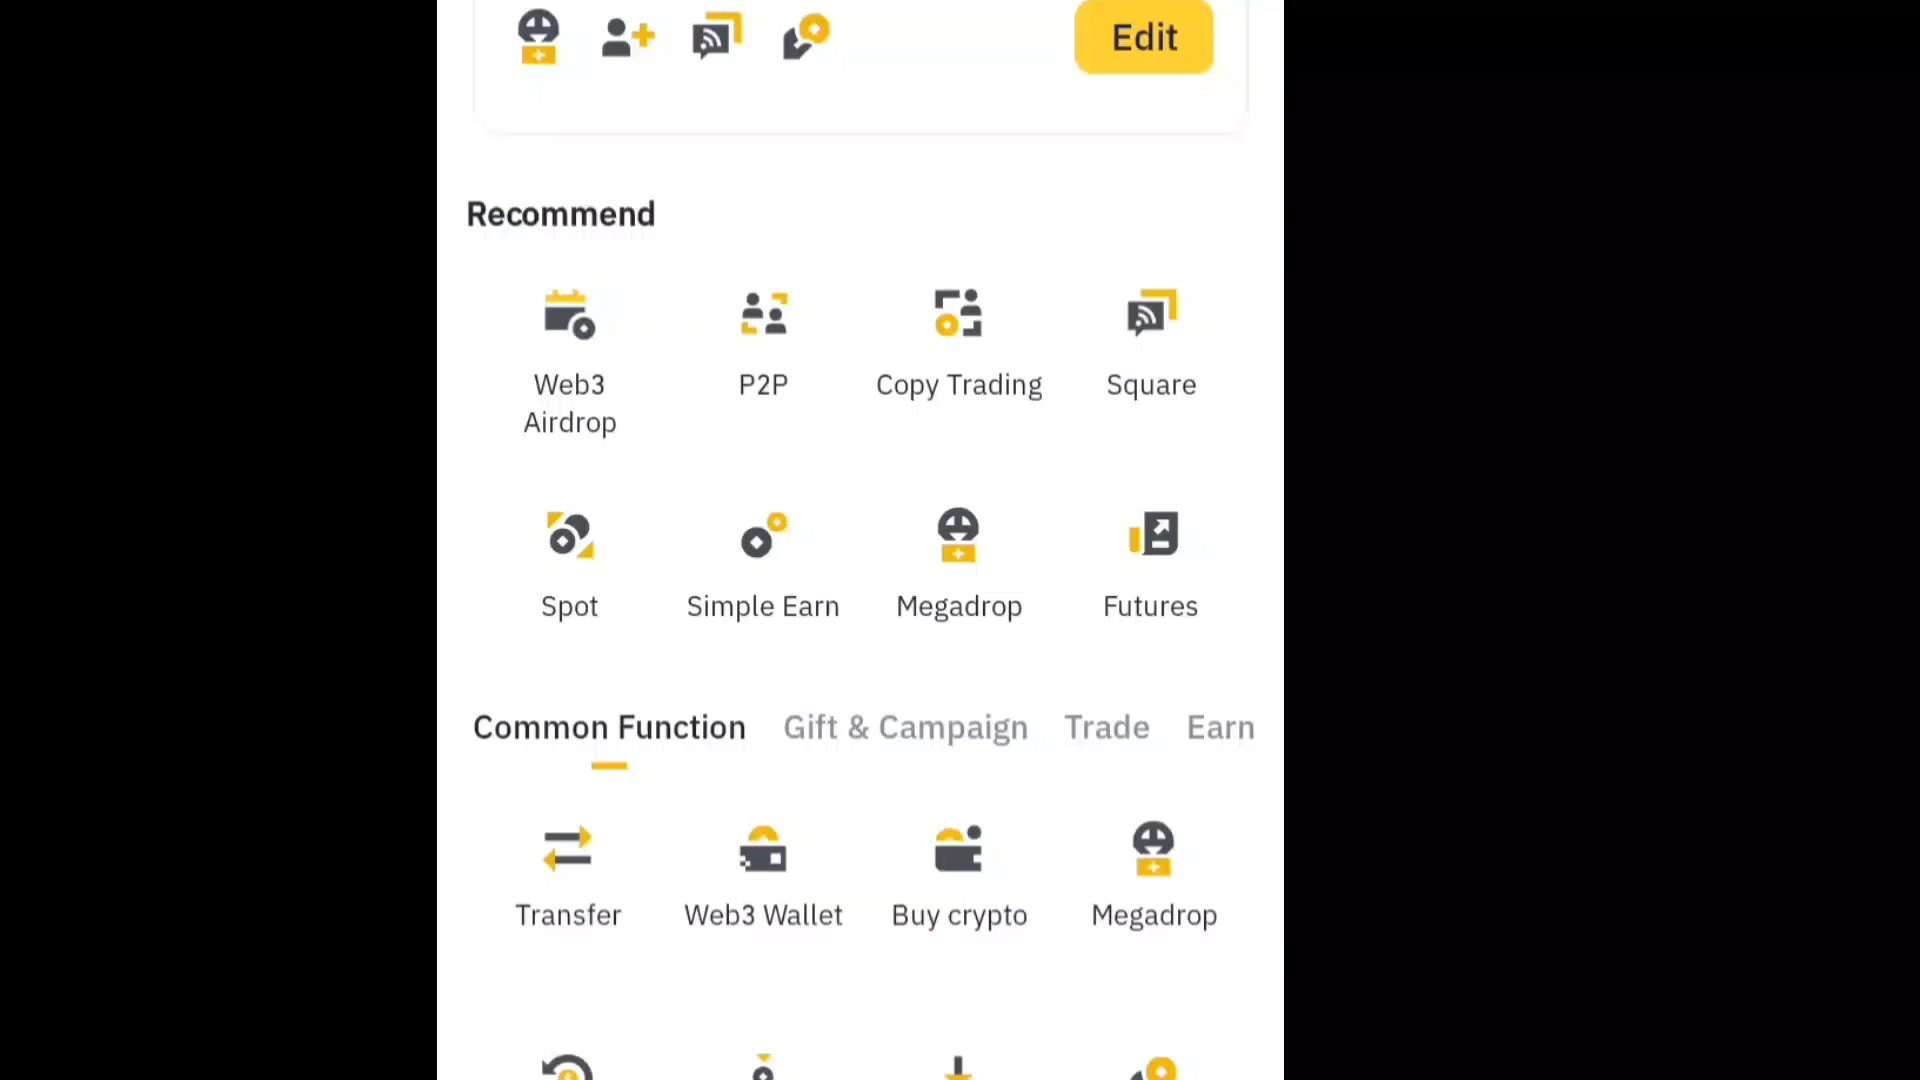 Edit
Recommend
Web3 Airdrop
P2P
Copy Trading
Square
Spot
Simple Earn
Megadrop
Futures
Common Function
Gift & Campaign
Trade
Earn
Transfer
Web3 Wallet
Buy crypto
Megadrop